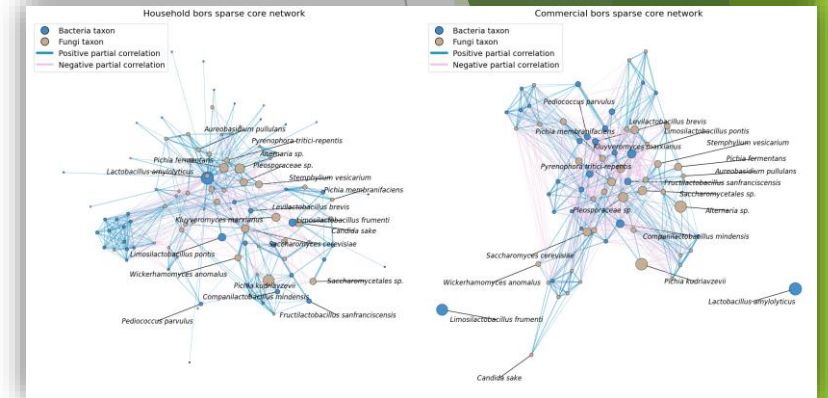 Household bors sparse core network
Bacteria taxon
Fungi taxon
Positive partial correlation
Negative partial correlation
Aureobasidium pullulans
Pyrenophora tritici-repentis
Pichia fermentans
Pleosporaceae sp.
Lactobacillus amylolyticus
Stemphylium vesicarium
Pichia membranifaciens
Levilactobacillus brevis
Kluyveromyces marxianus
Limosilactobacillus frumenti
Candida sake
Saccharomyces cerevisiae
Limosilactobacillus pontis
Wickerhamomyces anomalus
Saccharomycetales sp.
Pichia kudriavzevii
Companilactobacillus mindensis
Pediococcus parvulus
Fructilactobacillus sanfranciscensis
Commercial bors sparse core network
Bacteria taxon
Fungi taxon
Positive partial correlation
Negative partial correlation
Pediococcus parvulus
Levilactobacillus brevis
Pichia membranifaciens
Limosilactobacillus pontis
Stemphylium vesicarium
Kluyveromyces marxianus
Pichia fermentans
Pyrenophora tritici-repentis
Aureobasidium pullulans
Fructilactobacillus sanfranciscensis
Saccharomycetales sp.
Pleosporaceae sp.
Alternaria sp.
Companilactobacillus mindensis
Saccharomyces cerevisiae
Wickerhamomyces anomalus
Pichia kudriavzevii
Lactobacillus amylolyticus
Limosilactobacillus frumenti
Candida sake